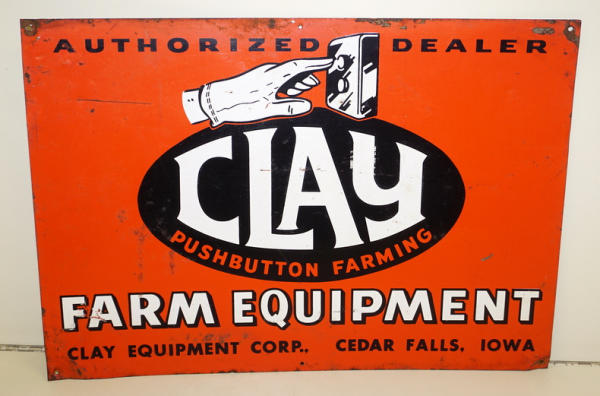 AUTHORIZED DEALER
CLAY
PUSHBUTTON FARMING
FARM EQUIPMENT
CLAY EQUIPMENT CORP., CEDAR FALLS, IOWA